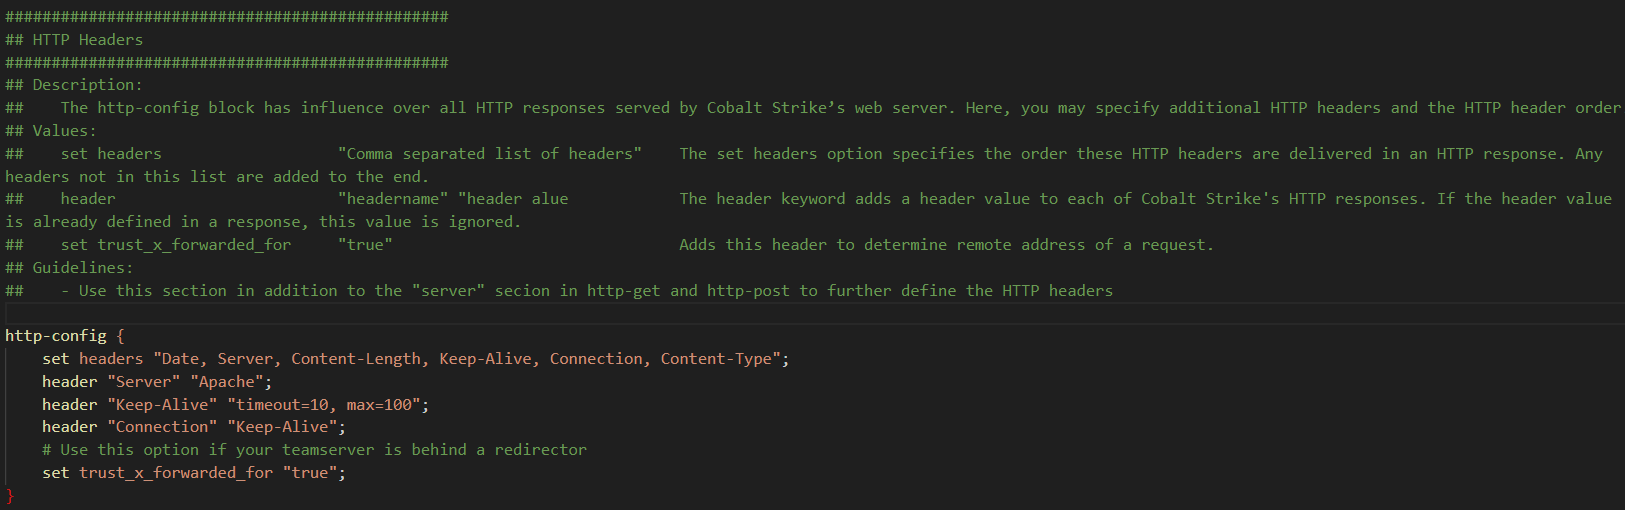 ################################################
## HTTP Headers
################################################
## Description:
##    The http-config block has influence over all HTTP responses served by Cobalt Strike’s web server. Here, you may specify additional HTTP headers and the HTTP header order
## Values:
##    set headers                   "Comma separated list of headers"    The set headers option specifies the order these HTTP headers are delivered in an HTTP response. Any
headers not in this list are added to the end.
##    header                        "headername" "header alue            The header keyword adds a header value to each of Cobalt Strike's HTTP responses. If the header value
is already defined in a response, this value is ignored.
##    set trust_x_forwarded_for     "true"                               Adds this header to determine remote address of a request.
## Guidelines:
##    - Use this section in addition to the "server" secion in http-get and http-post to further define the HTTP headers
http-config {
    set headers "Date, Server, Content-Length, Keep-Alive, Connection, Content-Type";
    header "Server" "Apache";
    header "Keep-Alive" "timeout=10, max=100";
    header "Connection" "Keep-Alive";
    # Use this option if your teamserver is behind a redirector
    set trust_x_forwarded_for "true";
}